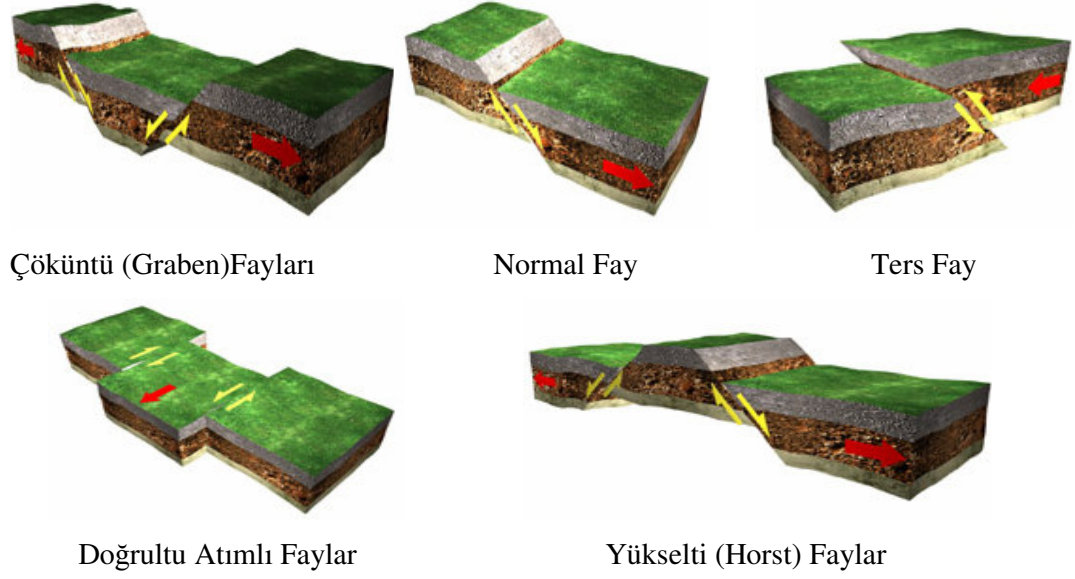 Çöküntü (Graben)Fayları
Normal Fay
Ters Fay
Doğrultu Atımlı Faylar
Yükselti (Horst) Faylar